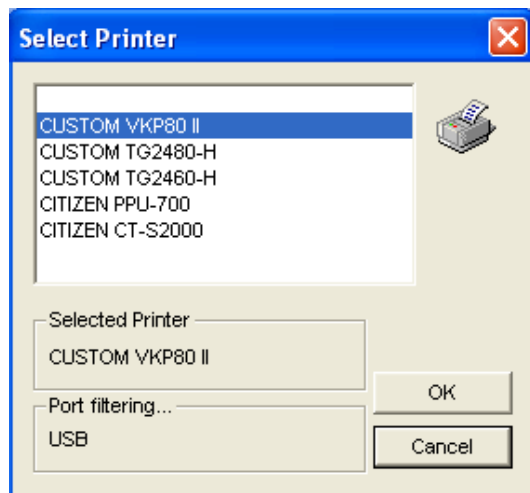 Select Printer
CUSTOM VKP80 II
CUSTOM TG2480-H
CUSTOM TG2460-H
CITIZEN PPU-700
CITIZEN CT-S2000
Selected Printer
CUSTOM VKP80 II
Port filtering...
USB
OK
Cancel